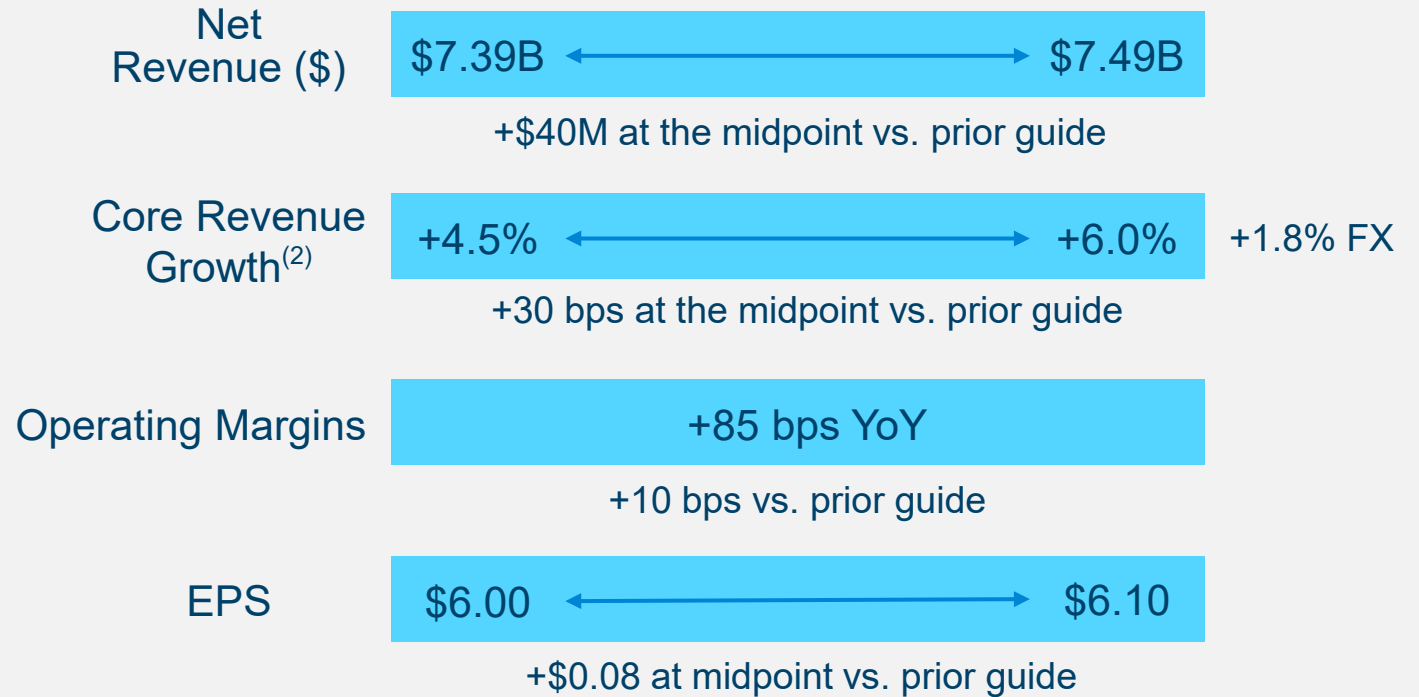 Net
Revenue ($)
$7.39B $7.49B
+$40M at the midpoint vs. prior guide
Core Revenue
Growth(2)
+4.5% +6.0% +1.8% FX
+30 bps at the midpoint vs. prior guide
Operating Margins
+85 bps YoY
+10 bps vs. prior guide
EPS
$6.00 $6.10
+$0.08 at midpoint vs. prior guide